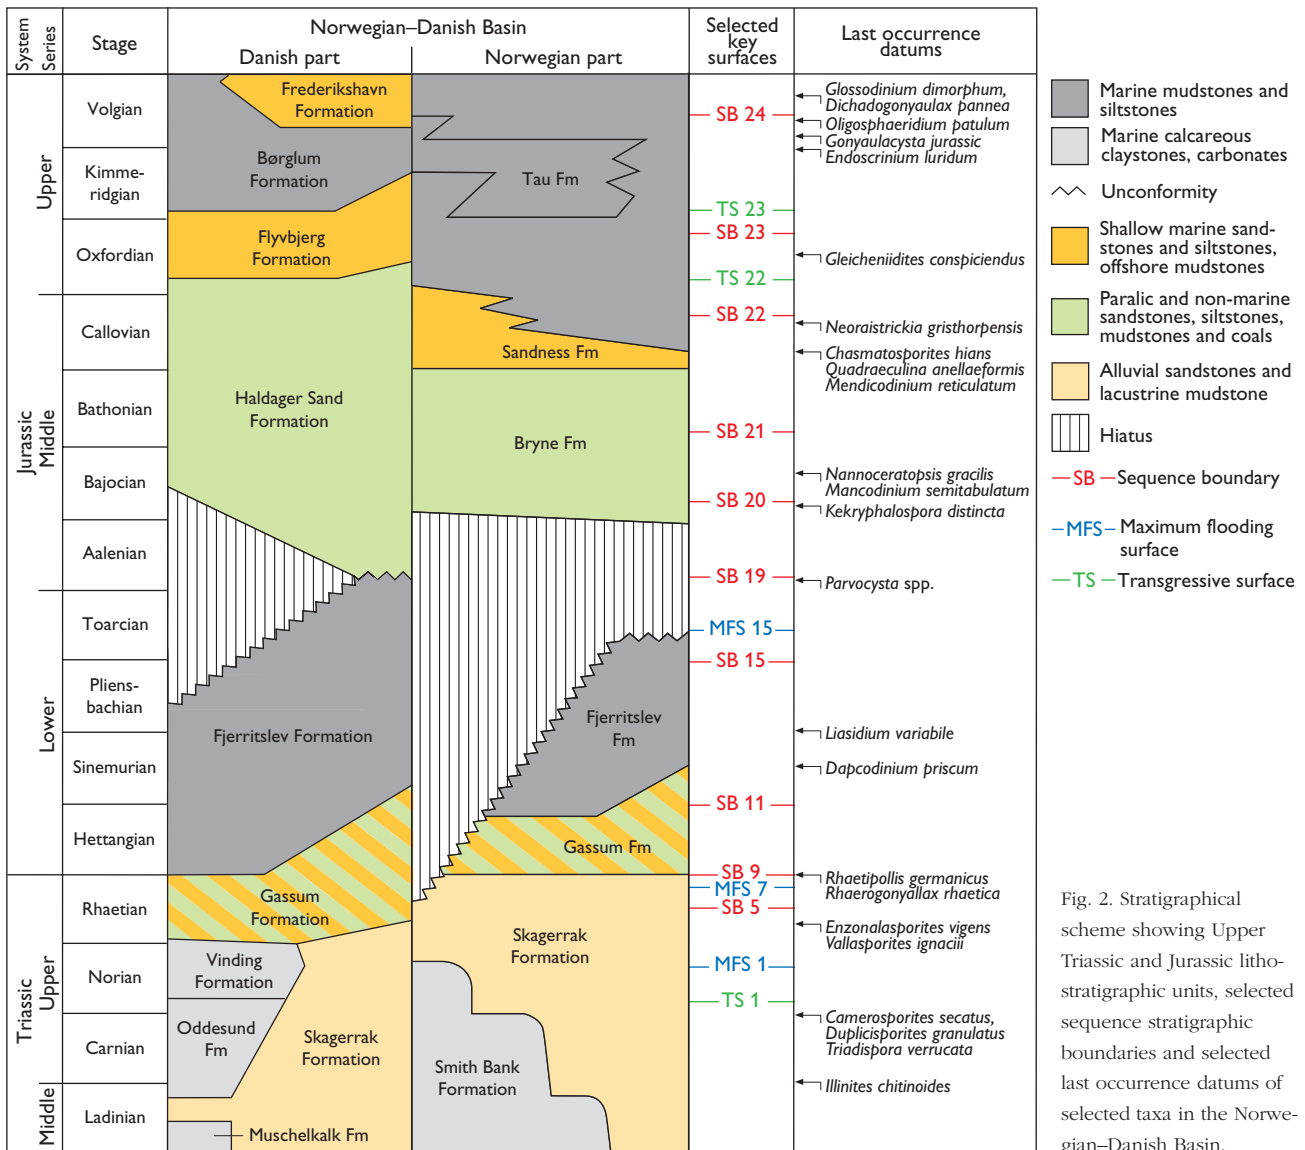 System
Series
Stage
Norwegian–Danish Basin
Danish part
Norwegian part
Selected
key
surfaces
Last occurrence
datums
Jurassic
Upper
Middle
Lower
Triassic
Upper
Middle
Volgian
Kimme-
ridgian
Oxfordian
Callovian
Bathonian
Bajocian
Aalenian
Toarcian
Pliens-
bachian
Sinemurian
Hettangian
Rhaetian
Norian
Carnian
Ladinian
Frederikshavn
Formation
Børglum
Formation
Flyvbjerg
Formation
Haldager Sand
Formation
Fjerritslev Formation
Gassum
Formation
Vinding
Formation
Oddesund
Fm
Skagerrak
Formation
Muschelkalk Fm
Tau Fm
Sandness Fm
Bryne Fm
Fjerritslev
Fm
Gassum Fm
Skagerrak
Formation
Smith Bank
Formation
SB 24
TS 23
SB 23
TS 22
SB 22
SB 21
SB 20
SB 19
MFS 15
SB 15
SB 11
SB 9
MFS 7
SB 5
MFS 1
TS 1
Glossodinium dimorphum,
Dichadogonyaulax pannea
Oligosphaeridium patulum
Gonyaulacysta jurassic
Endoscrinium luridum
Gleicheniidites conspiciendus
Neoraistrickia gristhorpensis
Chasmatosporites hians
Quadraeculina anellaeformis
Mendicodinium reticulatum
Nannoceratopsis gracilis
Mancodinium semitabulatum
Kekryphalospora distincta
Parvocysta spp.
Liasidium variabile
Dapcodinium priscum
Rhaetipollis germanicus
Rhaerogonyallax rhaetica
Enzonalasporites vigens
Vallasporites ignacii
Camerosporites secatus,
Duplicisporites granulatus
Triadispora verrucata
Illinites chitinoides
Marine mudstones and
siltstones
Marine calcareous
claystones, carbonates
Unconformity
Shallow marine sand-
stones and siltstones,
offshore mudstones
Paralic and non-marine
sandstones, siltstones,
mudstones and coals
Alluvial sandstones and
lacustrine mudstone
Hiatus
SB Sequence boundary
MFS Maximum flooding
surface
TS Transgressive surface
Fig. 2. Stratigraphical
scheme showing Upper
Triassic and Jurassic litho-
stratigraphic units, selected
sequence stratigraphic
boundaries and selected
last occurrence datums of
selected taxa in the Norwe-
gian–Danish Basin.